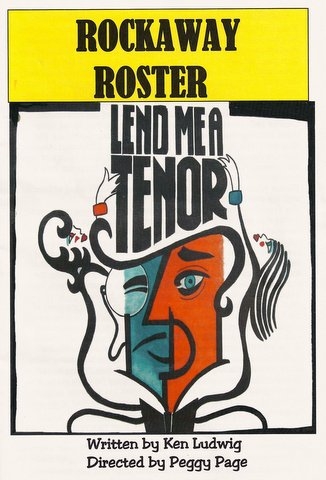 ROCKAWAY
ROSTER
LEND ME A
TENOR
Written by Ken Ludwig
Directed by Peggy Page